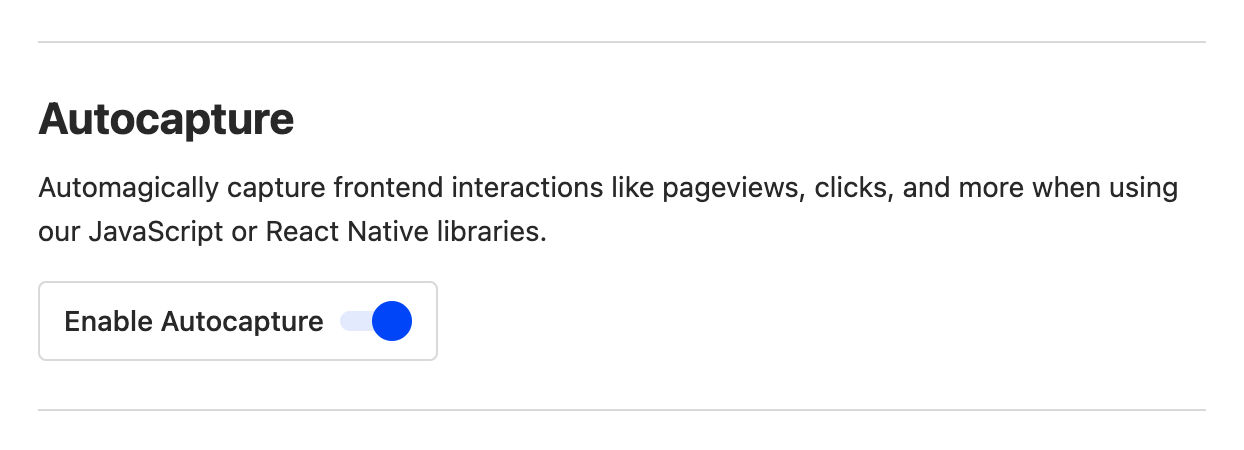 Autocapture
Automagically capture frontend interactions like pageviews, clicks, and more when using
our JavaScript or React Native libraries.
Enable Autocapture